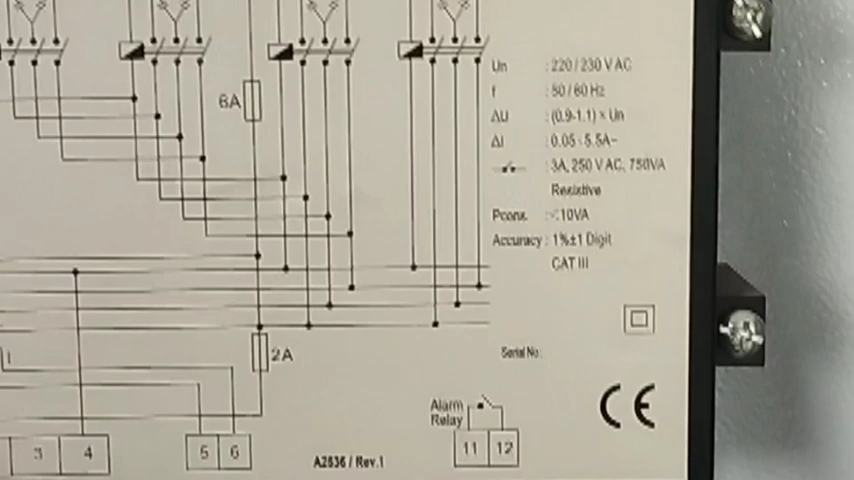 Un : 220 / 230 V AC
f : 50 / 60 Hz
ΔU : (0.9-1.1) × Un
ΔI : 0.05 - 5.5A~
: 3A, 250 V AC, 750VA
Resistive
Pcons. : <10VA
Accuracy : 1%±1 Digit
CAT III
6A
2A
Serial No:
CE
Alarm
Relay
3 4 5 6 11 12
A2636 / Rev.1